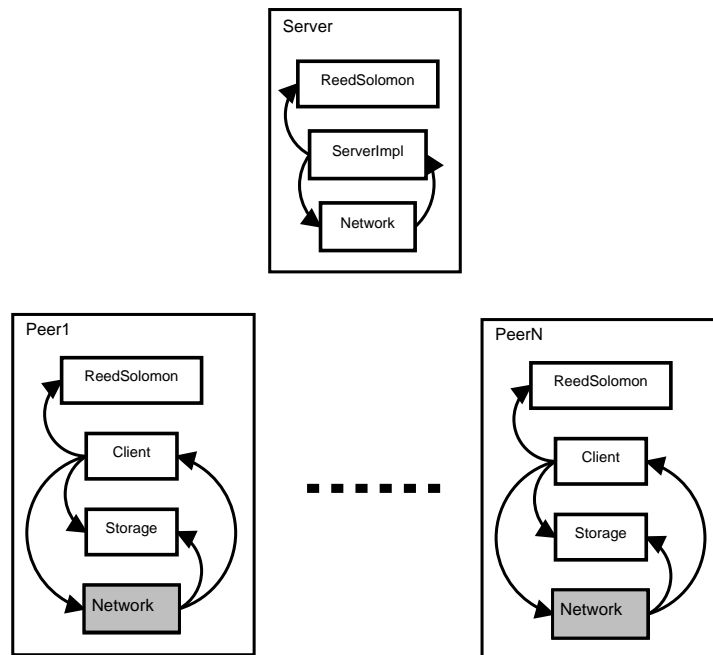 Server
ReedSolomon
ServerImpl
Network
Peer1
ReedSolomon
Client
Storage
Network
PeerN
ReedSolomon
Client
Storage
Network